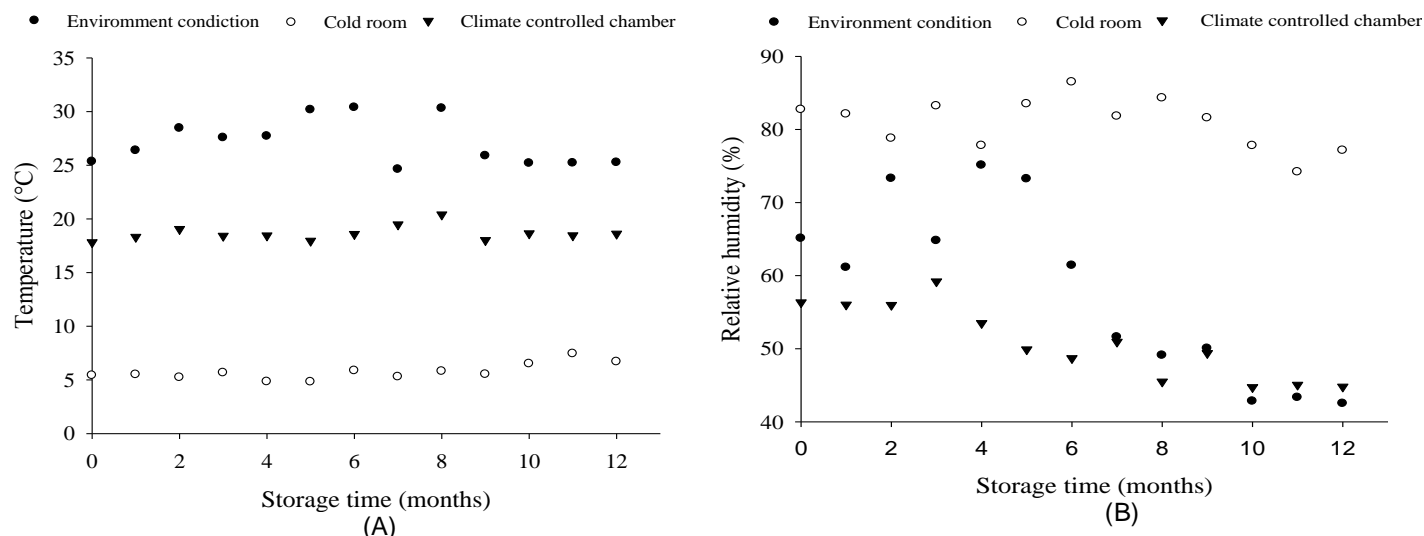 Enviromment condiction Cold room Climate controlled chamber
35
30
25
20
15
10
5
0
Temperature (°C)
0 2 4 6 8 10 12
Storage time (months)
(A)
Environment condition Cold room Climate controlled chamber
90
80
70
60
50
40
Relative humidity (%)
0 2 4 6 8 10 12
Storage time (months)
(B)